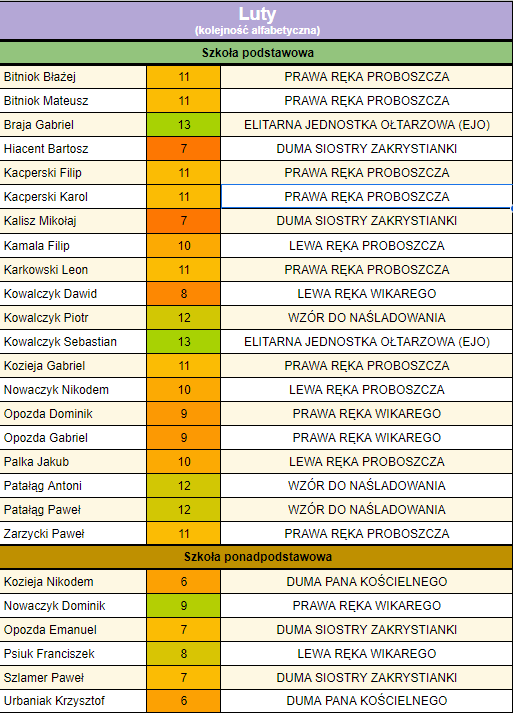 Luty
(kolejność alfabetyczna)
Szkoła podstawowa
Bitniok Błażej 11 PRAWA RĘKA PROBOSZCZA
Bitniok Mateusz 11 PRAWA RĘKA PROBOSZCZA
Braja Gabriel 13 ELITARNA JEDNOSTKA OŁTARZOWA (EJO)
Hiacent Bartosz 7 DUMA SIOSTRY ZAKRYSTIANKI
Kacperski Filip 11 PRAWA RĘKA PROBOSZCZA
Kacperski Karol 11 PRAWA RĘKA PROBOSZCZA
Kalisz Mikołaj 7 DUMA SIOSTRY ZAKRYSTIANKI
Kamala Filip 10 LEWA RĘKA PROBOSZCZA
Karkowski Leon 11 PRAWA RĘKA PROBOSZCZA
Kowalczyk Dawid 8 LEWA RĘKA WIKAREGO
Kowalczyk Piotr 12 WZÓR DO NAŚLADOWANIA
Kowalczyk Sebastian 13 ELITARNA JEDNOSTKA OŁTARZOWA (EJO)
Kozieja Gabriel 11 PRAWA RĘKA PROBOSZCZA
Nowaczyk Nikodem 10 LEWA RĘKA PROBOSZCZA
Opozda Dominik 9 PRAWA RĘKA WIKAREGO
Opozda Gabriel 9 PRAWA RĘKA WIKAREGO
Palka Jakub 10 LEWA RĘKA PROBOSZCZA
Patałąg Antoni 12 WZÓR DO NAŚLADOWANIA
Patałąg Paweł 12 WZÓR DO NAŚLADOWANIA
Zarzycki Paweł 11 PRAWA RĘKA PROBOSZCZA
Szkoła ponadpodstawowa
Kozieja Nikodem 6 DUMA PANA KOŚCIELNEGO
Nowaczyk Dominik 9 PRAWA RĘKA WIKAREGO
Opozda Emanuel 7 DUMA SIOSTRY ZAKRYSTIANKI
Psiuk Franciszek 8 LEWA RĘKA WIKAREGO
Szlamer Paweł 7 DUMA SIOSTRY ZAKRYSTIANKI
Urbaniak Krzysztof 6 DUMA PANA KOŚCIELNEGO